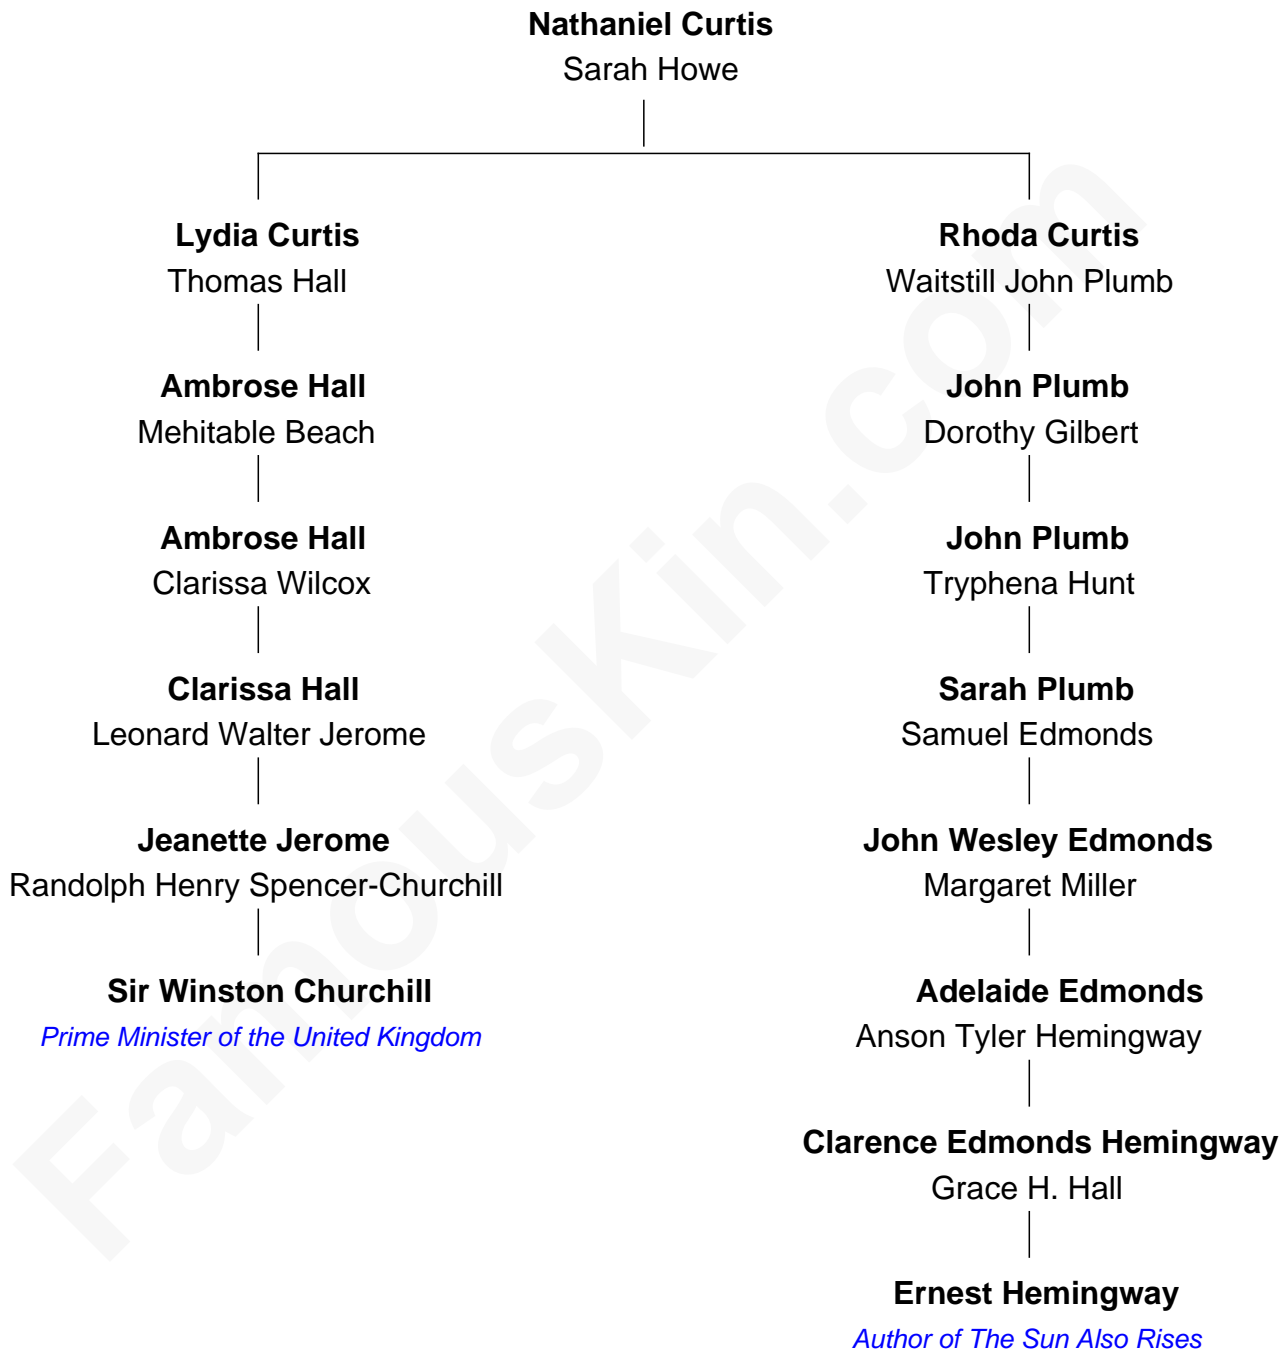 Nathaniel Curtis
Sarah Howe
Lydia Curtis
Thomas Hall
Ambrose Hall
Mehitable Beach
Ambrose Hall
Clarissa Wilcox
Clarissa Hall
Leonard Walter Jerome
Jeanette Jerome
Randolph Henry Spencer-Churchill
Sir Winston Churchill
Prime Minister of the United Kingdom
Rhoda Curtis
Waitstill John Plumb
John Plumb
Dorothy Gilbert
John Plumb
Tryphena Hunt
Sarah Plumb
Samuel Edmonds
John Wesley Edmonds
Margaret Miller
Adelaide Edmonds
Anson Tyler Hemingway
Clarence Edmonds Hemingway
Grace H. Hall
Ernest Hemingway
Author of The Sun Also Rises
FamousKin.com